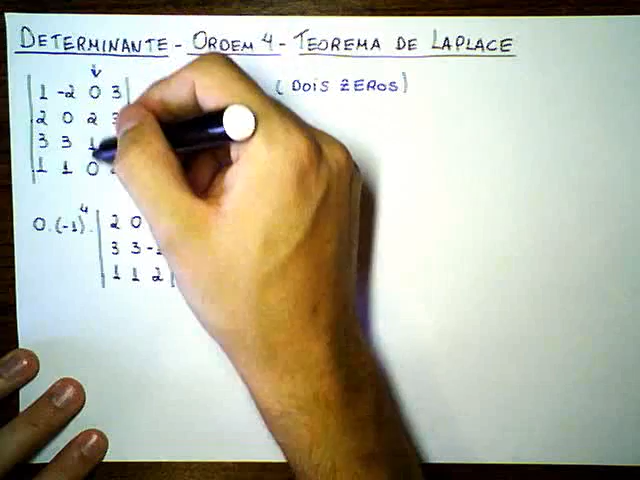 DETERMINANTE - ORDEM 4 - TEOREMA DE LAPLACE
(DOIS ZEROS)
1 -2 0 3
2 0 2
3 3 1
1 1 0
0.(-1)⁴. 2 0
3 3
1 1 2